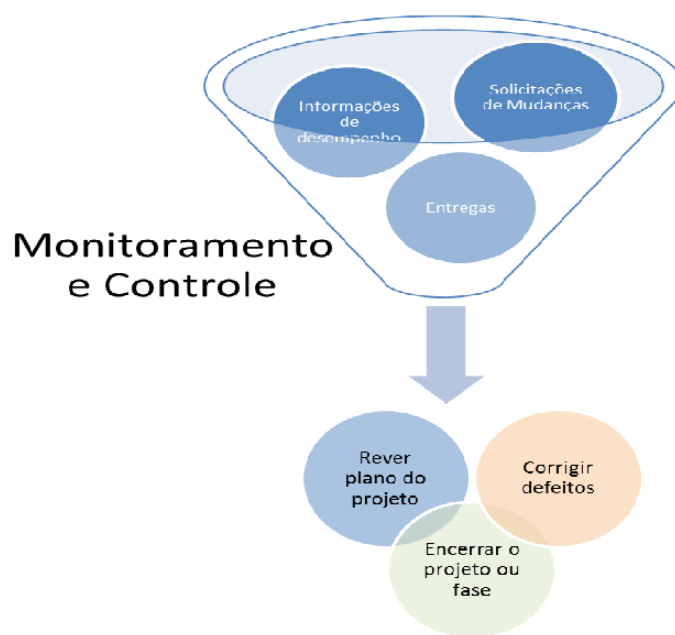 Informações
de
desempenho
Solicitações
de Mudanças
Entregas
Monitoramento
e Controle
Rever
plano do
projeto
Corrigir
defeitos
Encerrar o
projeto ou
fase